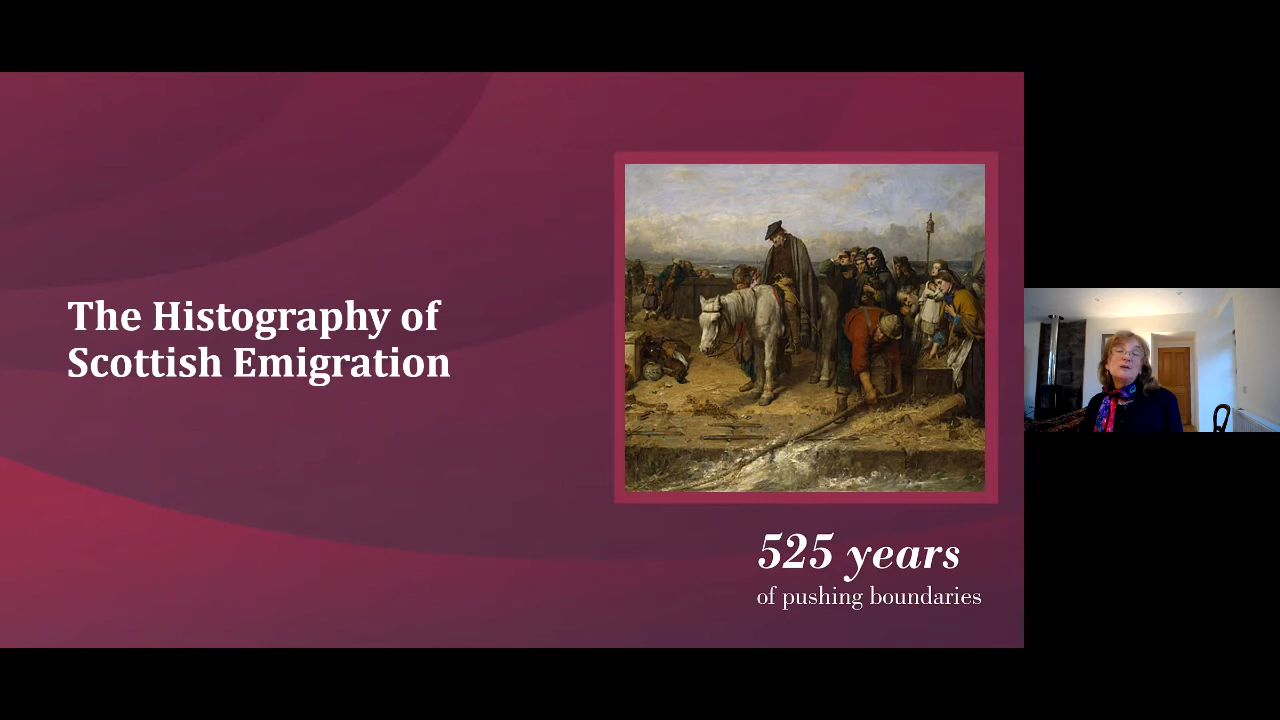 The Histography of
Scottish Emigration
525 years
of pushing boundaries